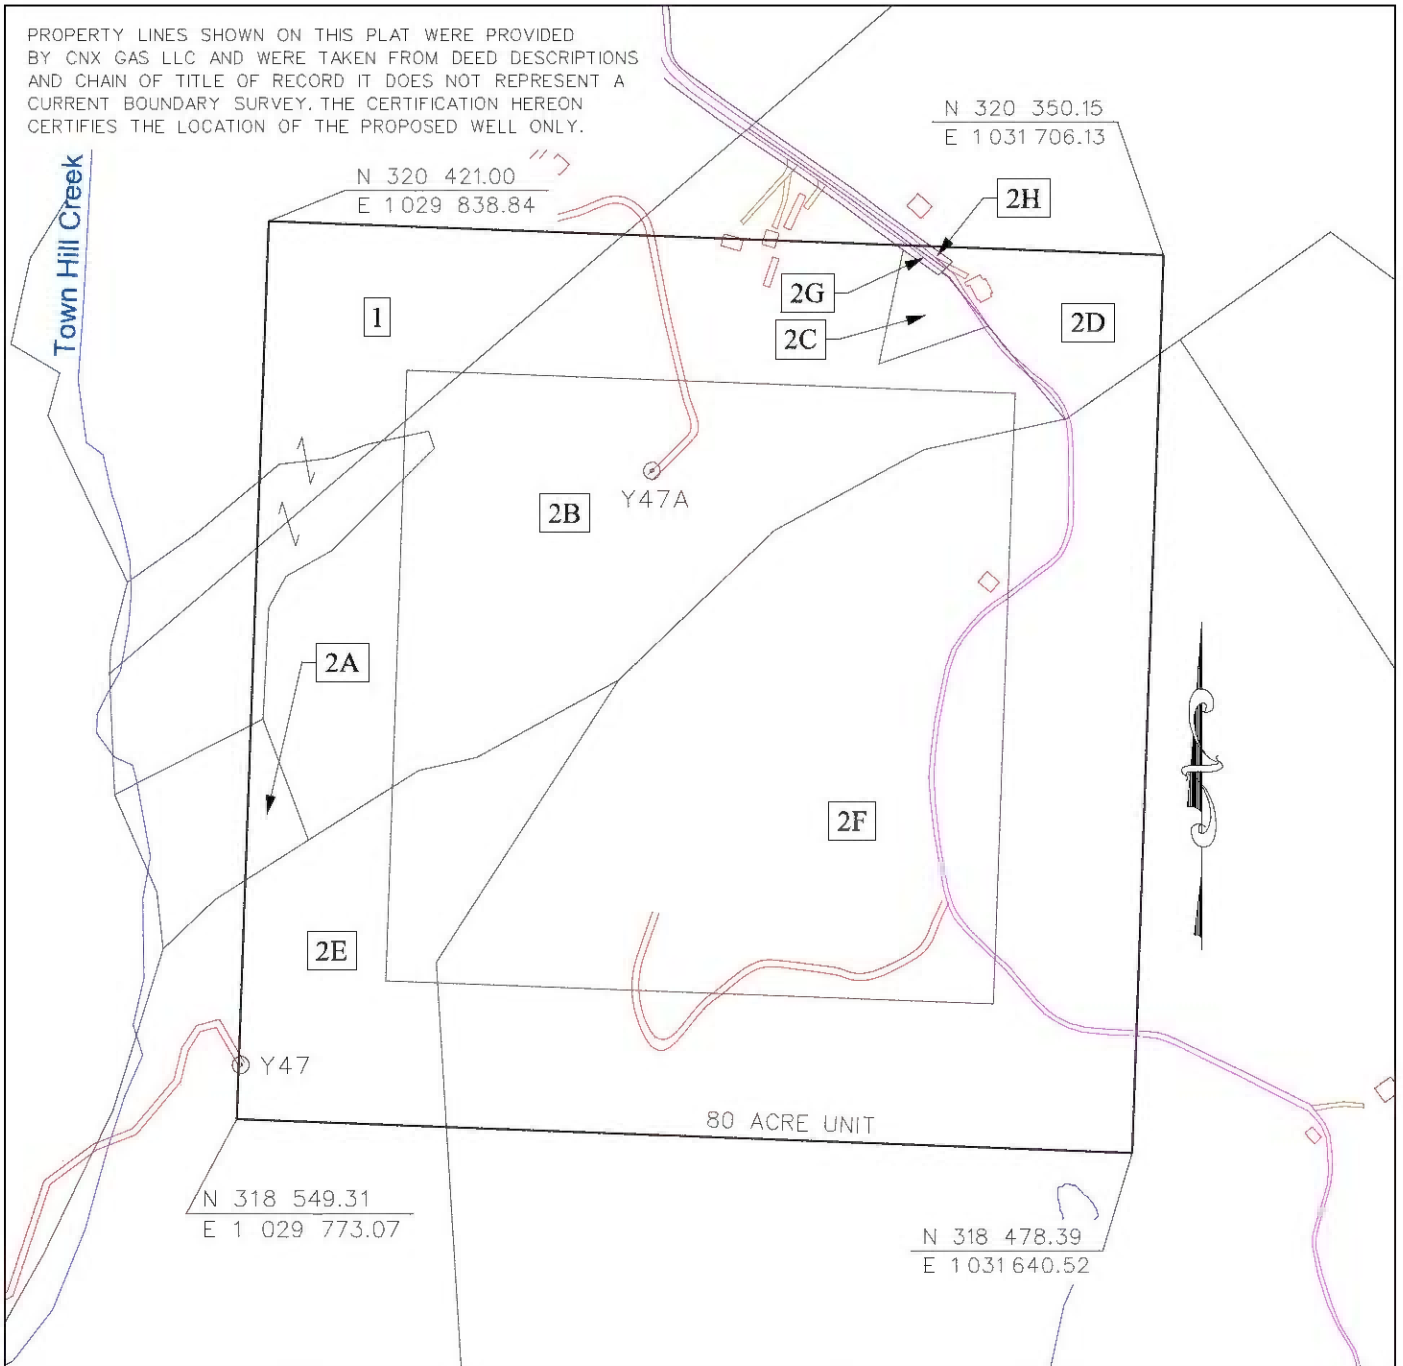 PROPERTY LINES SHOWN ON THIS PLAT WERE PROVIDED
BY CNX GAS LLC AND WERE TAKEN FROM DEED DESCRIPTIONS
AND CHAIN OF TITLE OF RECORD IT DOES NOT REPRESENT A
CURRENT BOUNDARY SURVEY. THE CERTIFICATION HEREON
CERTIFIES THE LOCATION OF THE PROPOSED WELL ONLY.
N 320 350.15
E 1 031 706.13
Town Hill Creek
N 320 421.00
E 1 029 838.84
2H
2G
1
2C
2D
2B
Y47A
2A
2F
2E
Y47
80 ACRE UNIT
N 318 549.31
E 1 029 773.07
N 318 478.39
E 1 031 640.52